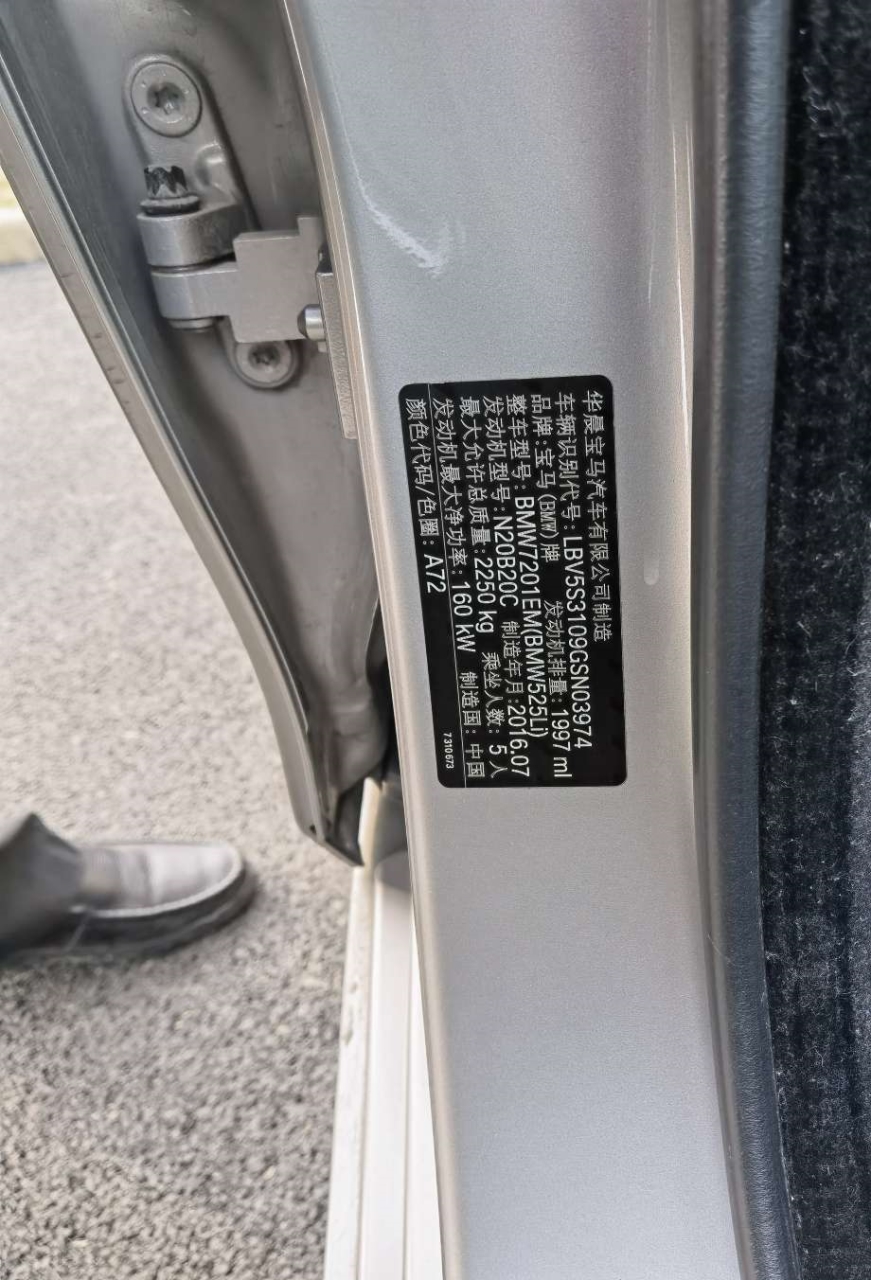 华晨宝马汽车有限公司制造
车辆识别代号: LBV5S3109GSN03974
品牌: 宝马(BMW)牌 发动机排量: 1997 ml
整车型号: BMW7201EM(BMW525Li)
发动机型号: N20B20C 制造年月: 2016.07
最大允许总质量: 2250 kg 乘坐人数: 5 人
发动机最大净功率: 160 kW 制造国: 中国
颜色代码/色圈: A72 7310673